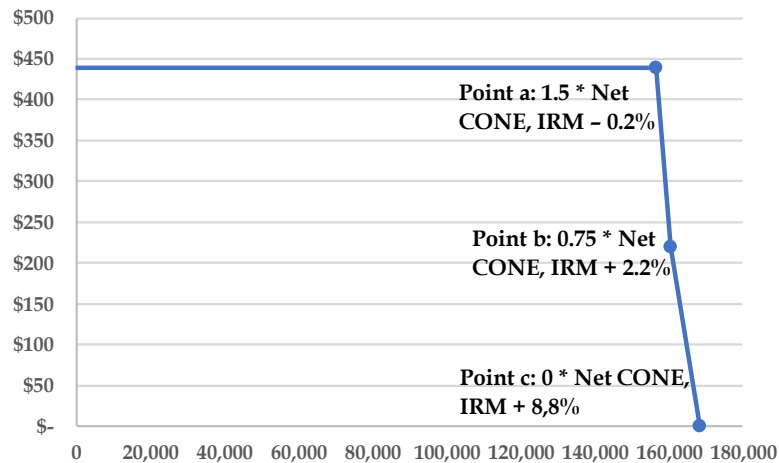 $500
$450
$400
$350
$300
$250
$200
$150
$100
$50
$-
Point a: 1.5 * Net
CONE, IRM – 0.2%
Point b: 0.75 * Net
CONE, IRM + 2.2%
Point c: 0 * Net CONE,
IRM + 8,8%
0 20,000 40,000 60,000 80,000 100,000 120,000 140,000 160,000 180,000